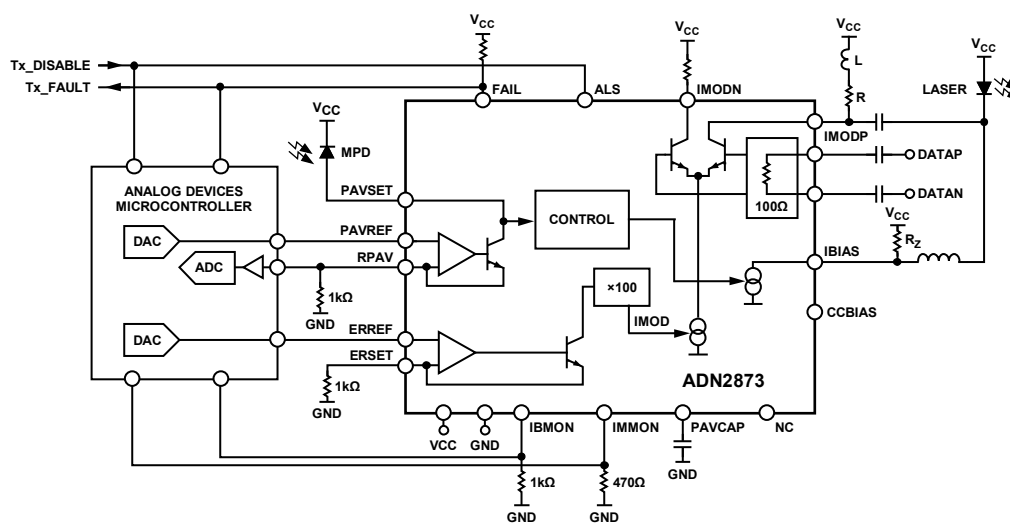 VCC
VCC
VCC
VCC
Tx_DISABLE
L
Tx_FAULT
FAIL
ALS
IMODN
R
LASER
VCC
IMODP
MPD
DATAP
ANALOG DEVICES
MICROCONTROLLER
PAVSET
100Ω
DATAN
CONTROL
VCC
DAC
PAVREF
RZ
IBIAS
ADC
RPAV
×100
1kΩ
GND
CCBIAS
IMOD
DAC
ERREF
ERSET
ADN2873
1kΩ
GND
VCC
GND
IBMON
IMMON
PAVCAP
NC
GND
1kΩ
470Ω
GND
GND